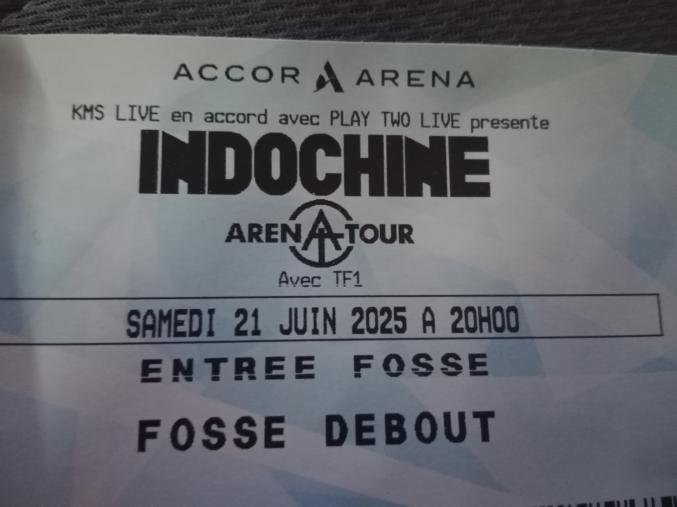 ACCOR ARENA
KMS LIVE en accord avec PLAY TWO LIVE presente
INDOCHINE
ARENA TOUR
Avec TF1
SAMEDI 21 JUIN 2025 A 20H00
ENTREE FOSSE
FOSSE DEBOUT